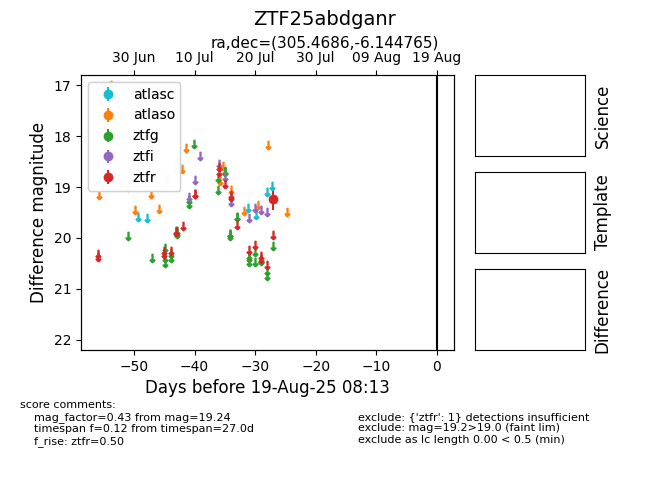 ZTF25abdganr
ra,dec=(305.4686,-6.144765)
30 Jun 10 Jul 20 Jul 30 Jul 09 Aug 19 Aug
17
18
19
20
21
22
Difference magnitude
atlasc
atlaso
ztfg
ztfi
ztfr
−50 −40 −30 −20 −10 0
Days before 19-Aug-25 08:13
Science
Template
Difference
score comments:
mag_factor=0.43 from mag=19.24
timespan f=0.12 from timespan=27.0d
f_rise: ztfr=0.50
exclude: {'ztfr': 1} detections insufficient
exclude: mag=19.2>19.0 (faint lim)
exclude as lc length 0.00 < 0.5 (min)